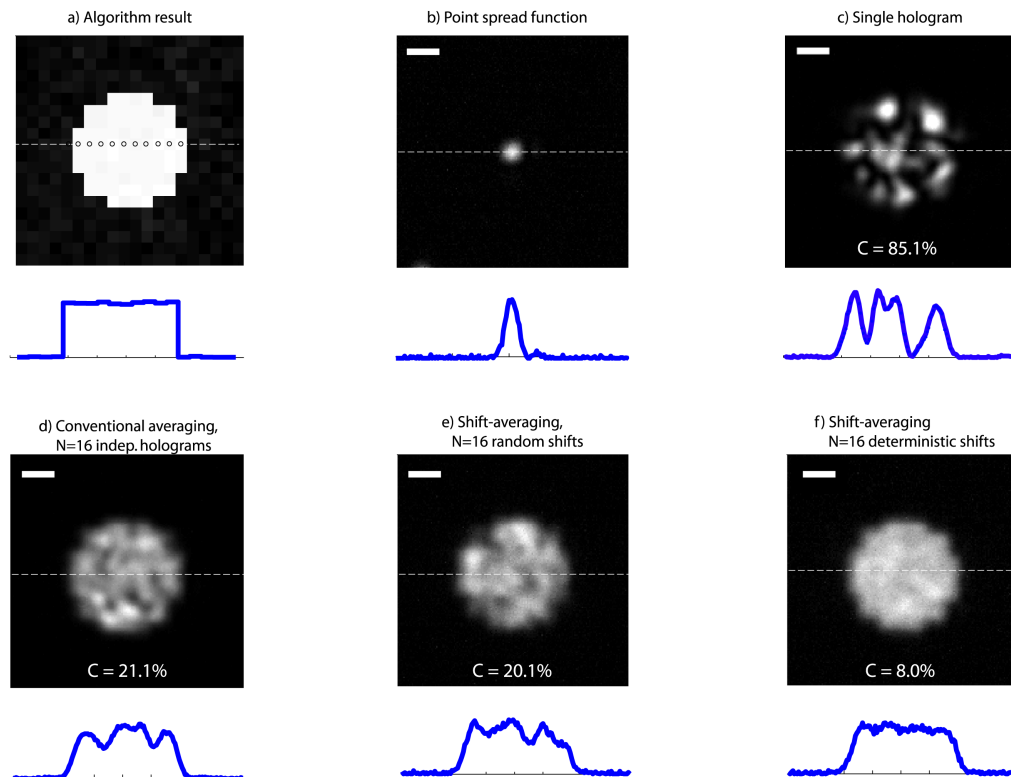 a) Algorithm result
b) Point spread function
c) Single hologram
C = 85.1%
d) Conventional averaging,
N=16 indep. holograms
e) Shift-averaging,
N=16 random shifts
f) Shift-averaging
N=16 deterministic shifts
C = 21.1%
C = 20.1%
C = 8.0%